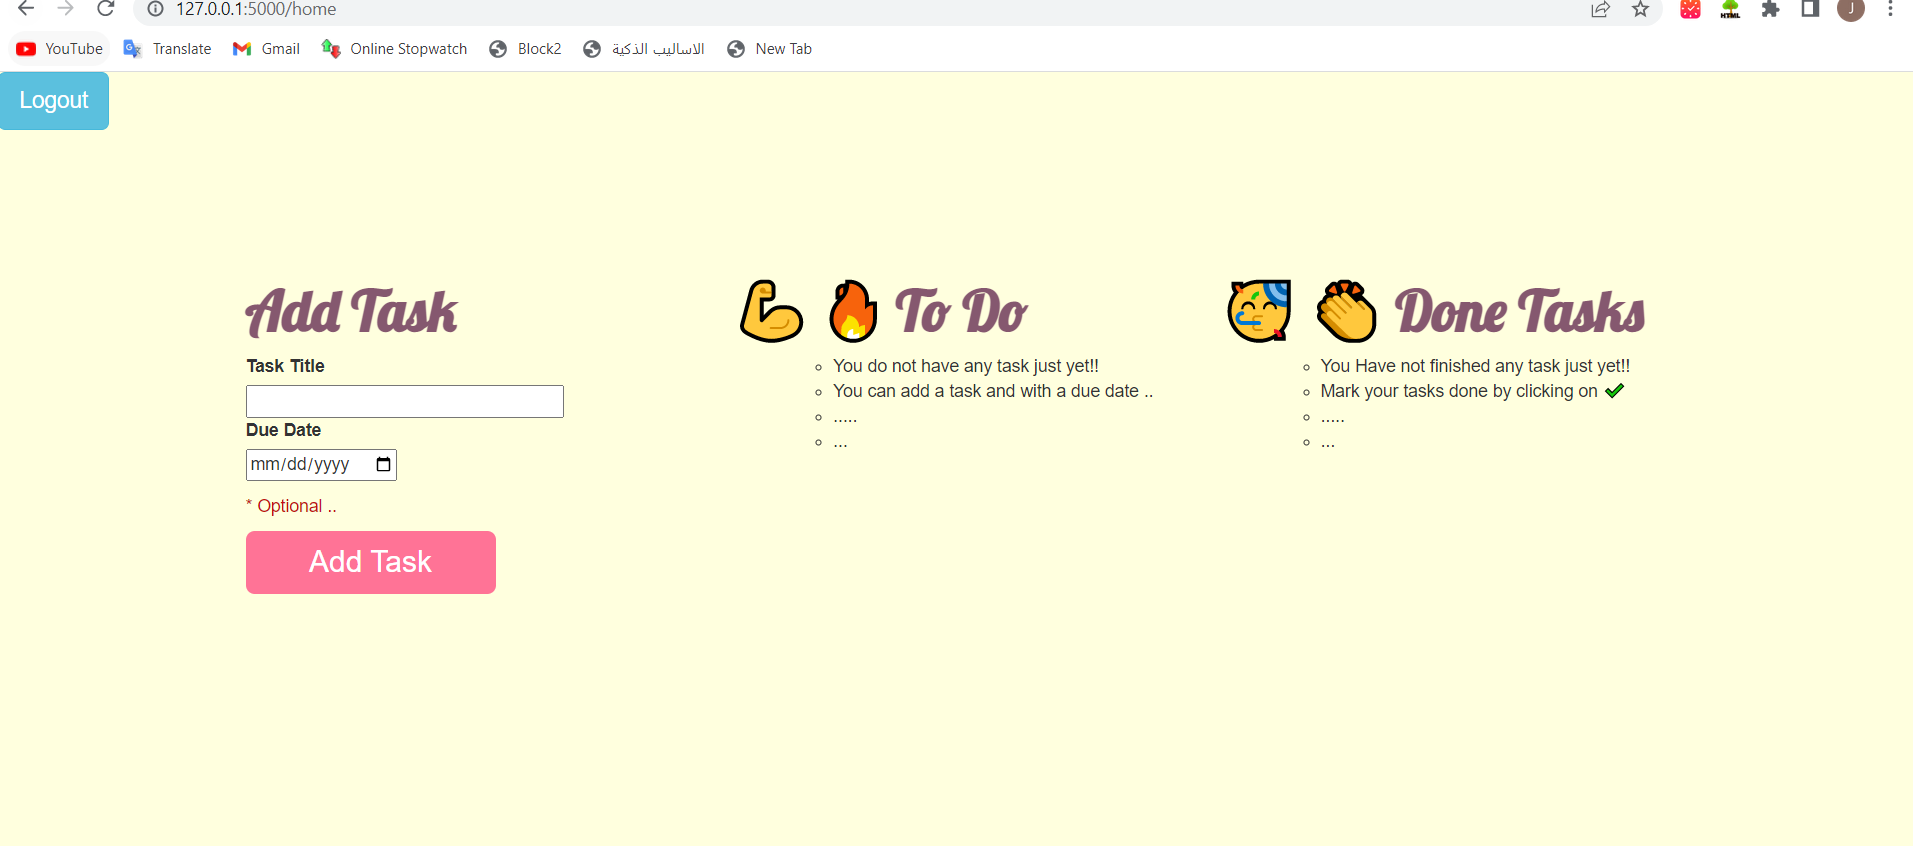 127.0.0.1:5000/home
HTML
J
YouTube Translate Gmail Online Stopwatch Block2 الاساليب الذكية New Tab
Logout
Add Task
Task Title
Due Date
mm/dd/yyyy
* Optional ..
Add Task
💪 🔥 To Do
You do not have any task just yet!!
You can add a task and with a due date ..
.....
...
🥳 👏 Done Tasks
You Have not finished any task just yet!!
Mark your tasks done by clicking on ✔
.....
...